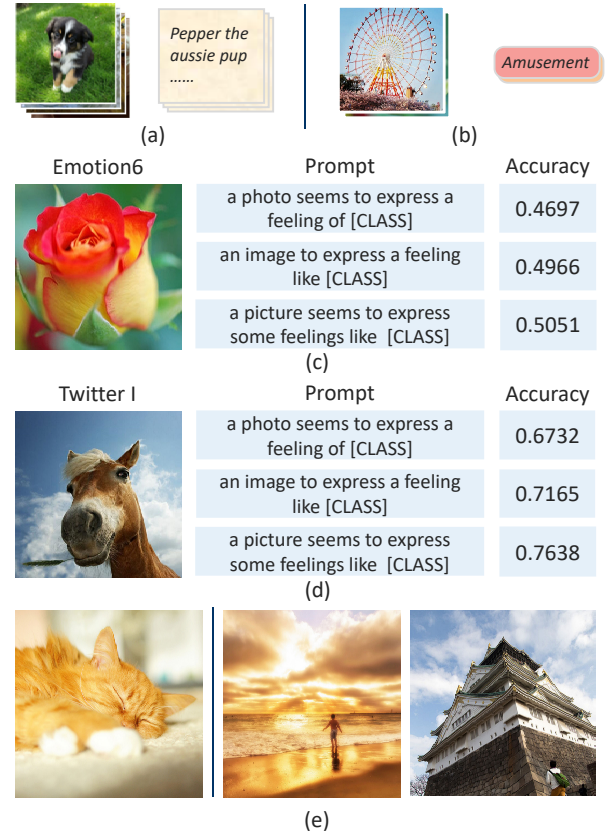 Pepper the
aussie pup
......
Amusement
(a)
(b)
Emotion6
Prompt
Accuracy
a photo seems to express a
feeling of [CLASS]
0.4697
an image to express a feeling
like [CLASS]
0.4966
a picture seems to express
some feelings like [CLASS]
0.5051
(c)
Twitter I
Prompt
Accuracy
a photo seems to express a
feeling of [CLASS]
0.6732
an image to express a feeling
like [CLASS]
0.7165
a picture seems to express
some feelings like [CLASS]
0.7638
(d)
(e)